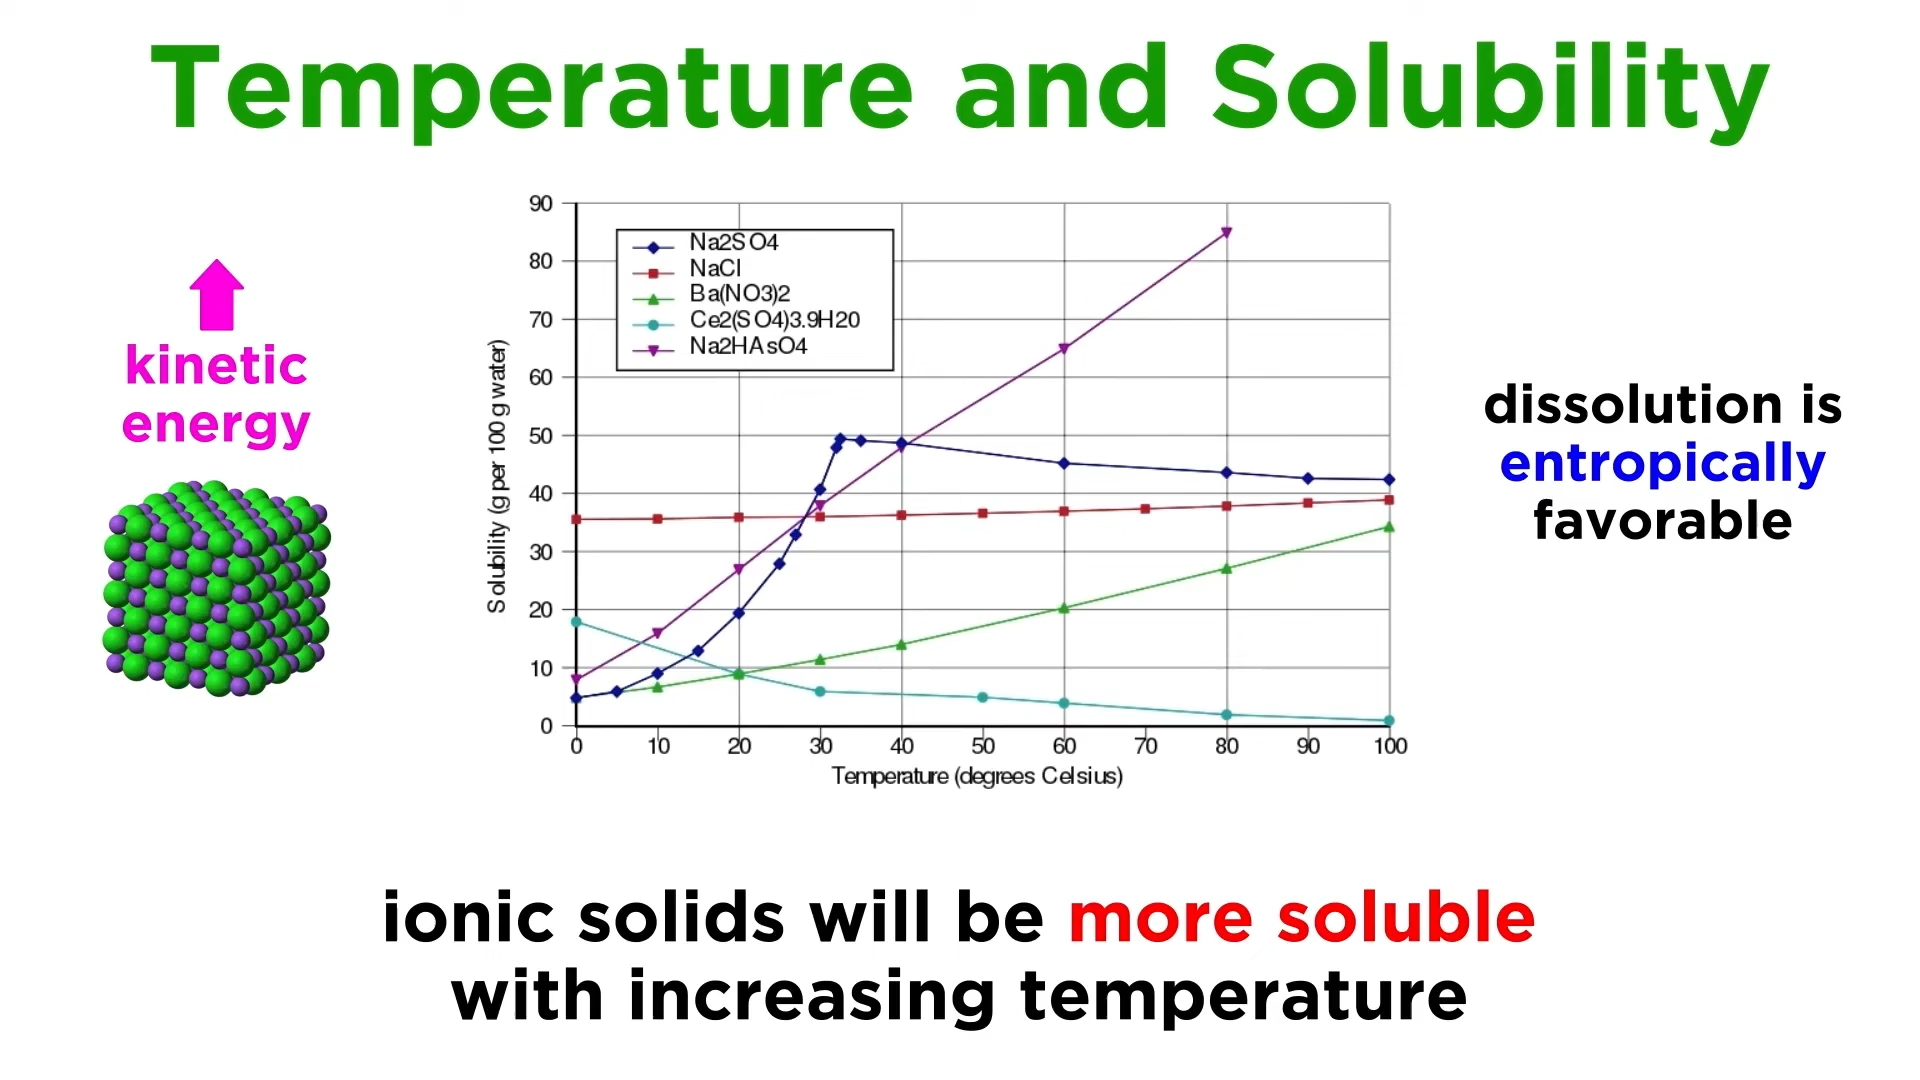 Temperature and Solubility
kinetic
energy
Solubility (g per 100 g water)
90
80
70
60
50
40
30
20
10
0
Na2SO4
NaCl
Ba(NO3)2
Ce2(SO4)3.9H20
Na2HAsO4
0 10 20 30 40 50 60 70 80 90 100
Temperature (degrees Celsius)
dissolution is
entropically
favorable
ionic solids will be more soluble
with increasing temperature